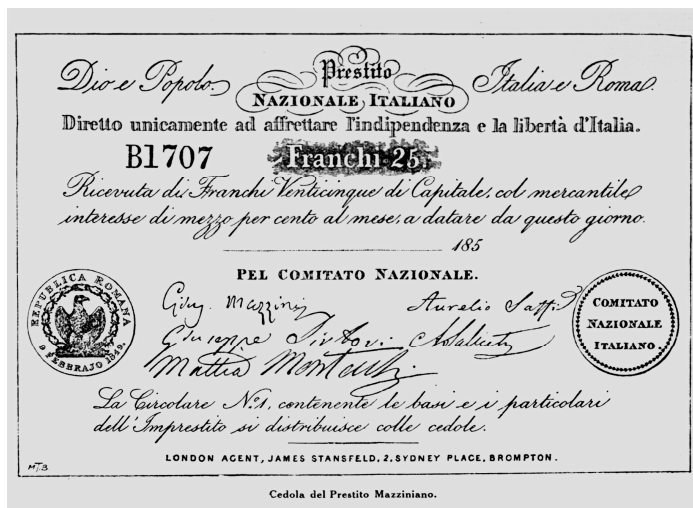 Dio e Popolo.
Prestito
Italia e Roma.
NAZIONALE ITALIANO
Diretto unicamente ad affrettare l'indipendenza e la libertà d'Italia.
B1707
Franchi 25.
Ricevuta di Franchi Venticinque di Capitale, col mercantile
interesse di mezzo per cento al mese, a datare da questo giorno.
185
PEL COMITATO NAZIONALE.
REPUBLICA ROMANA
9 FEBBRAJO 1849.
Giuş. Mazzini
Aurelio Saffi
Giuseppe Sirtori
A Saliceti
Mattia Montecchi
COMITATO
NAZIONALE
ITALIANO.
La Circolare N.º 1, contenente le basi e i particolari
dell'Imprestito si distribuisce colle cedole.
LONDON AGENT, JAMES STANSFELD, 2. SYDNEY PLACE, BROMPTON.
M.T.3
Cedola del Prestito Mazziniano.